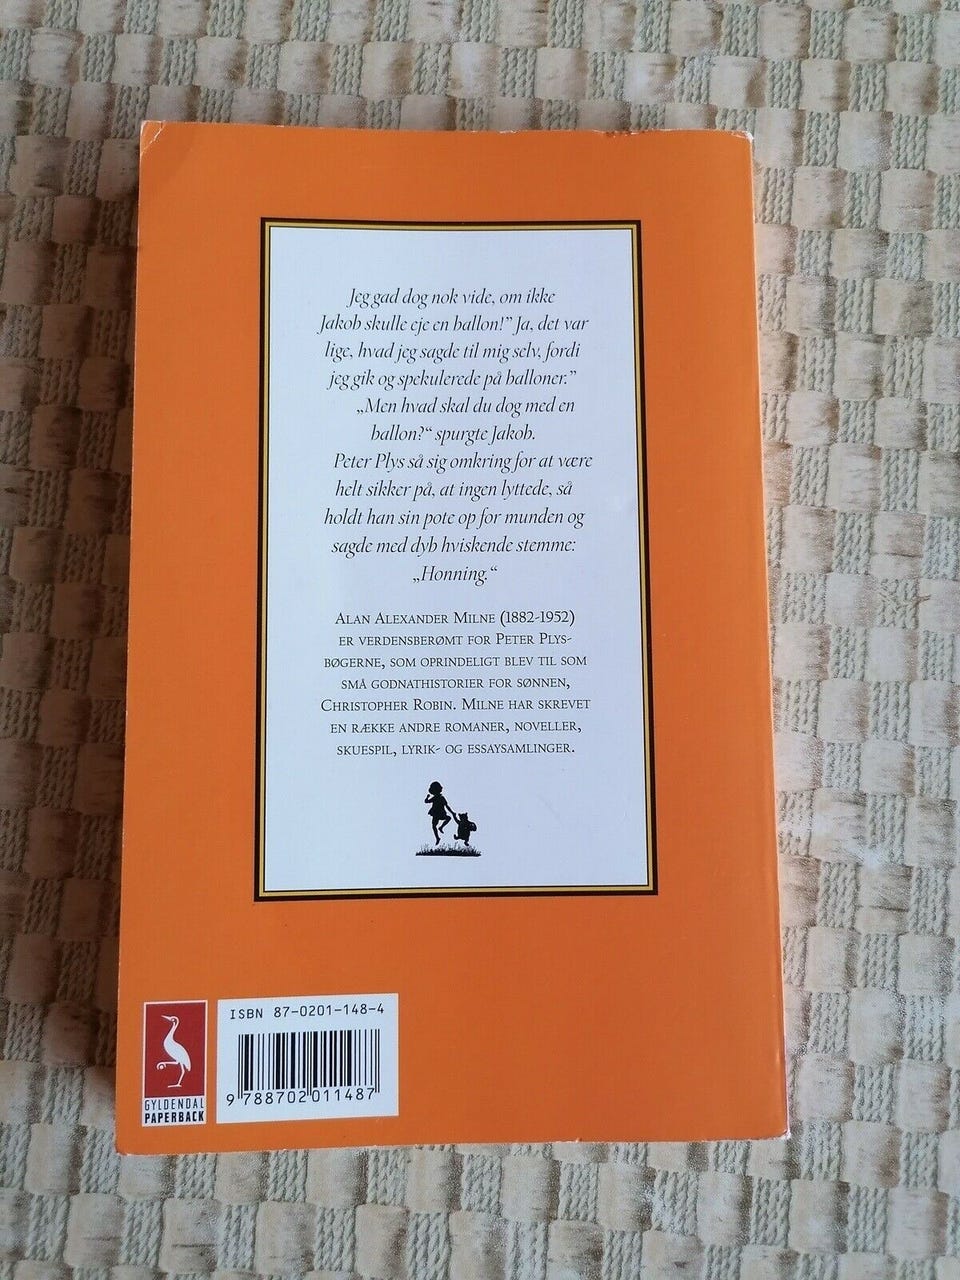 Jeg gad dog nok vide, om ikke
Jakob skulle eje en ballon!” Ja, det var
lige, hvad jeg sagde til mig selv, fordi
jeg gik og spekulerede på balloner.”
„Men hvad skal du dog med en
ballon?“ spurgte Jakob.
Peter Plys så sig omkring for at være
helt sikker på, at ingen lyttede, så
holdt han sin pote op for munden og
sagde med dyb hviskende stemme:
„Honning.“
Alan Alexander Milne (1882-1952)
er verdensberømt for Peter Plys-
bøgerne, som oprindeligt blev til som
små godnathistorier for sønnen,
Christopher Robin. Milne har skrevet
en række andre romaner, noveller,
skuespil, lyrik- og essaysamlinger.
GYLDENDAL
PAPERBACK
ISBN 87-0201-148-4
9 788702 011487